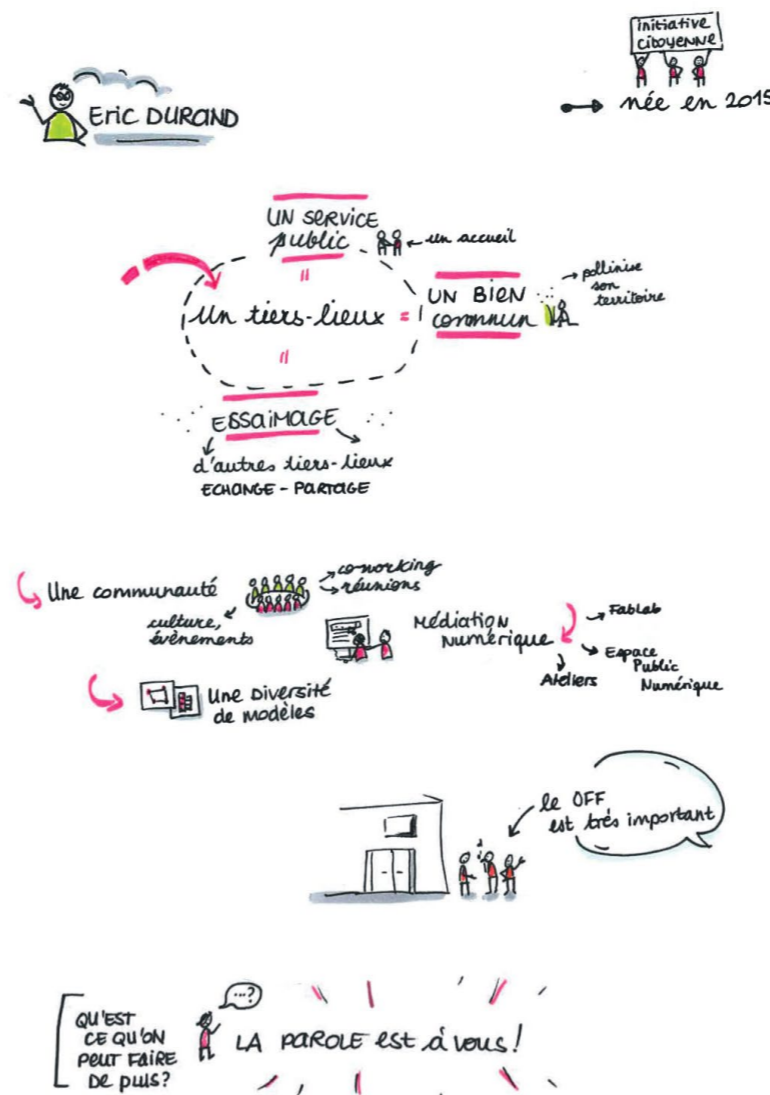 initiative
citoyenne
Eric DURAND
née en 2015
UN SERVICE
public
un accueil
Un tiers-lieux =
UN BIEN
commun
pollinise
son
territoire
=
=
ESSAIMAGE
d'autres tiers-lieux
ECHANGE - PARTAGE
Une communauté
co-working
réunions
culture,
évènements
Médiation
Numérique
FabLab
Espace
Public
Numérique
Ateliers
Une Diversité
de modèles
le OFF
est très important
QU'EST
CE QU'ON
PEUT FAIRE
De plus?
...?
LA PAROLE est à vous!